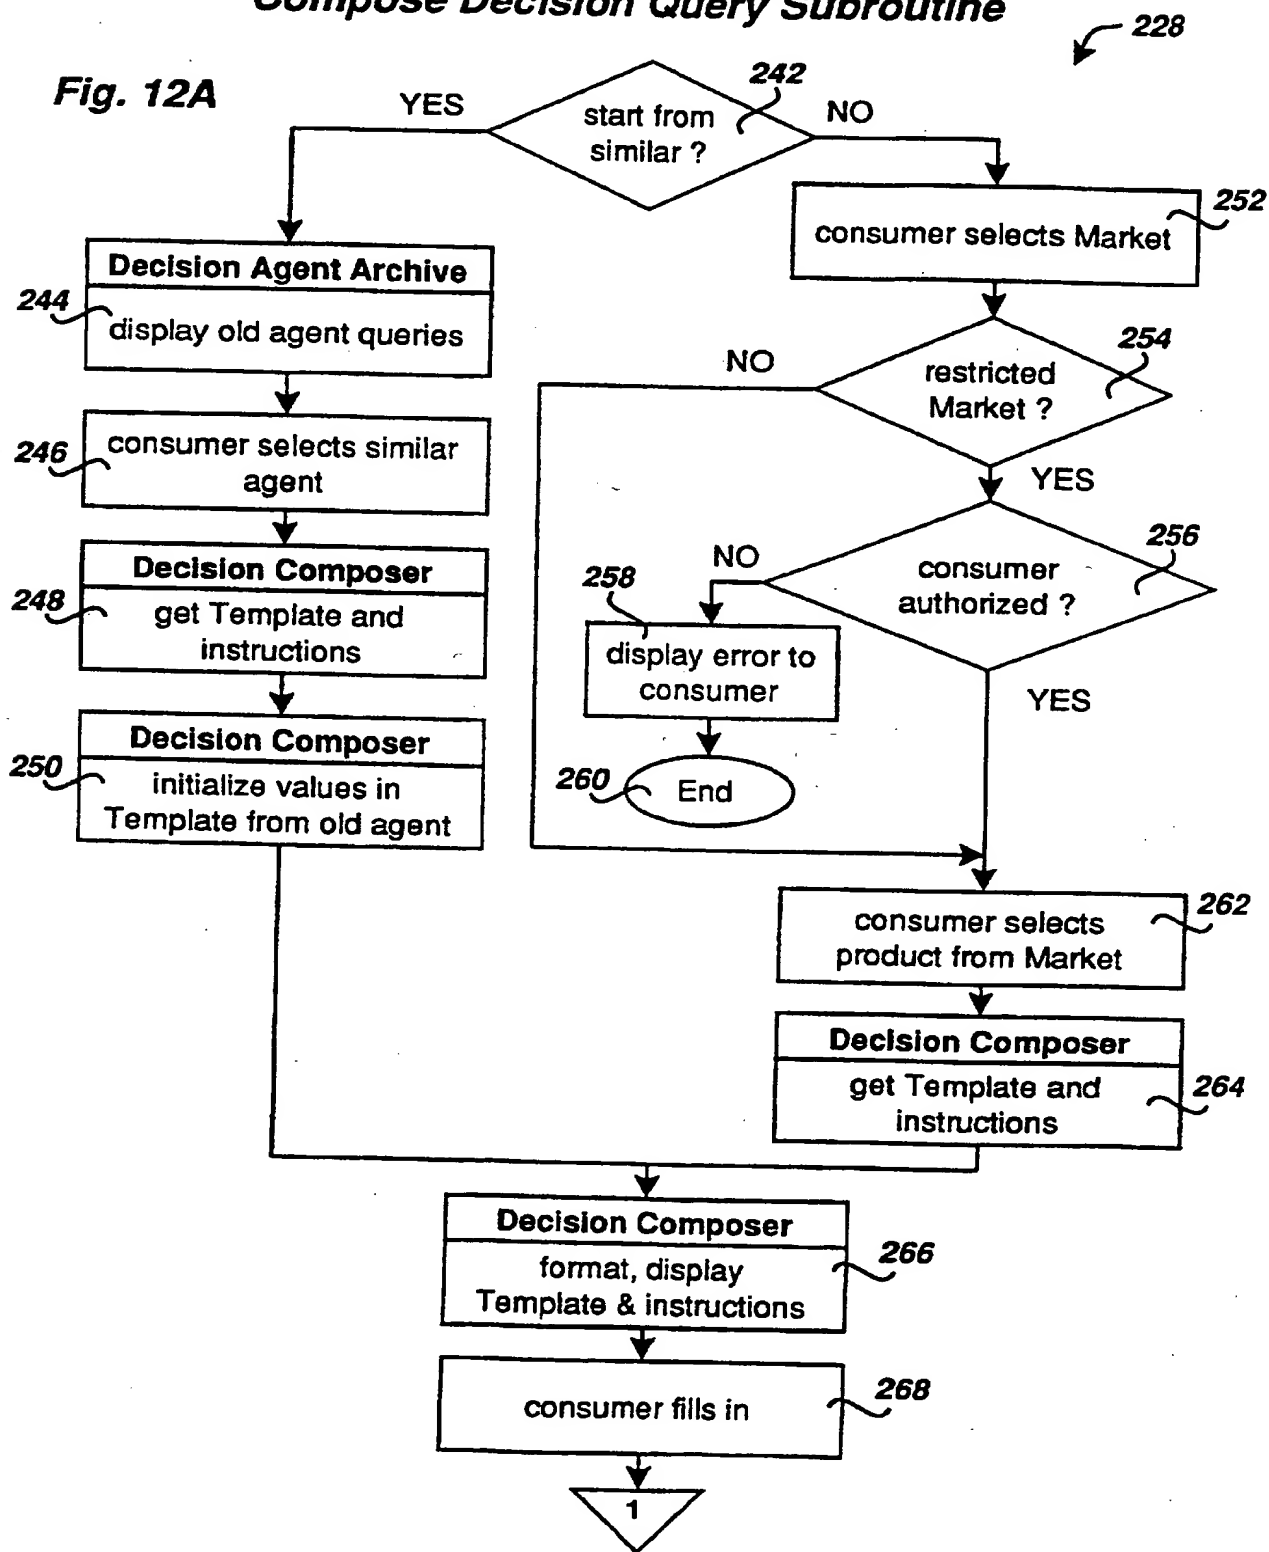 Compose Decision Query Subroutine
228
Fig. 12A
242
YES
start from
similar ?
NO
252
consumer selects Market
Decision Agent Archive
244
display old agent queries
254
NO
restricted
Market ?
YES
246
consumer selects similar
agent
256
NO
consumer
authorized ?
258
Decision Composer
248
get Template and
instructions
display error to
consumer
YES
Decision Composer
250
initialize values in
Template from old agent
260
End
262
consumer selects
product from Market
Decision Composer
264
get Template and
instructions
Decision Composer
266
format, display
Template & instructions
268
consumer fills in
1